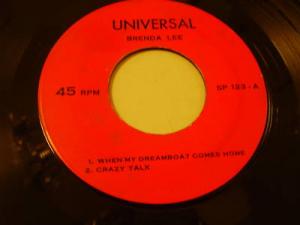 UNIVERSAL
BRENDA LEE
45 RPM
SP 123 - A
1. WHEN MY DREAMBOAT COMES HOME
2. CRAZY TALK